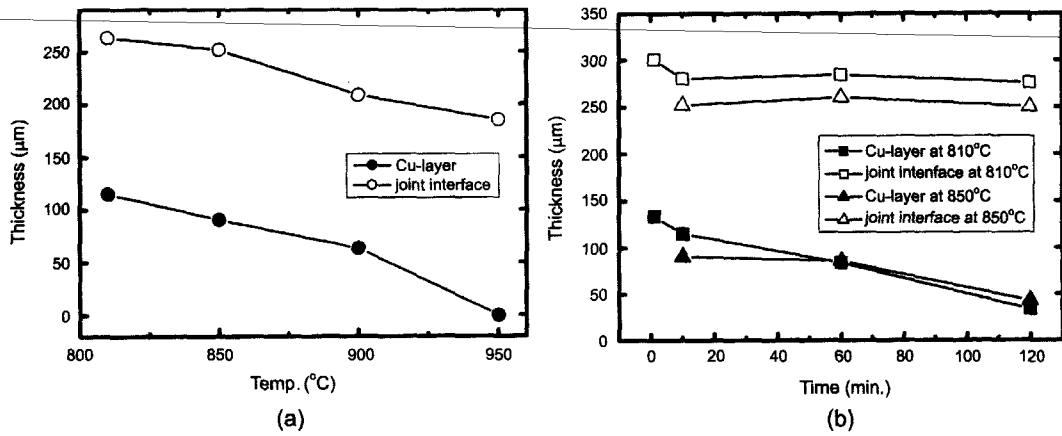 250
200
150
100
50
0
Thickness (µm)
Cu-layer
joint interface
800
850
900
950
Temp. (°C)
(a)
350
300
250
200
150
100
50
0
Thickness (µm)
Cu-layer at 810°C
joint intenface at 810°C
Cu-layer at 850°C
joint interface at 850°C
0
20
40
60
80
100
120
Time (min.)
(b)